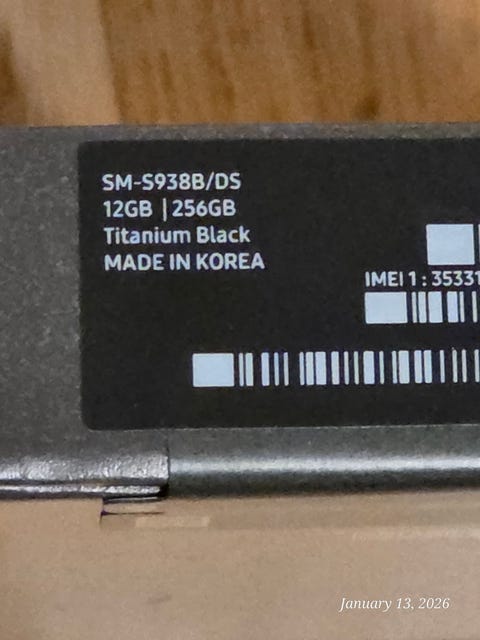 SM-S938B/DS
12GB | 256GB
Titanium Black
MADE IN KOREA
IMEI 1 : 35331
January 13, 2026